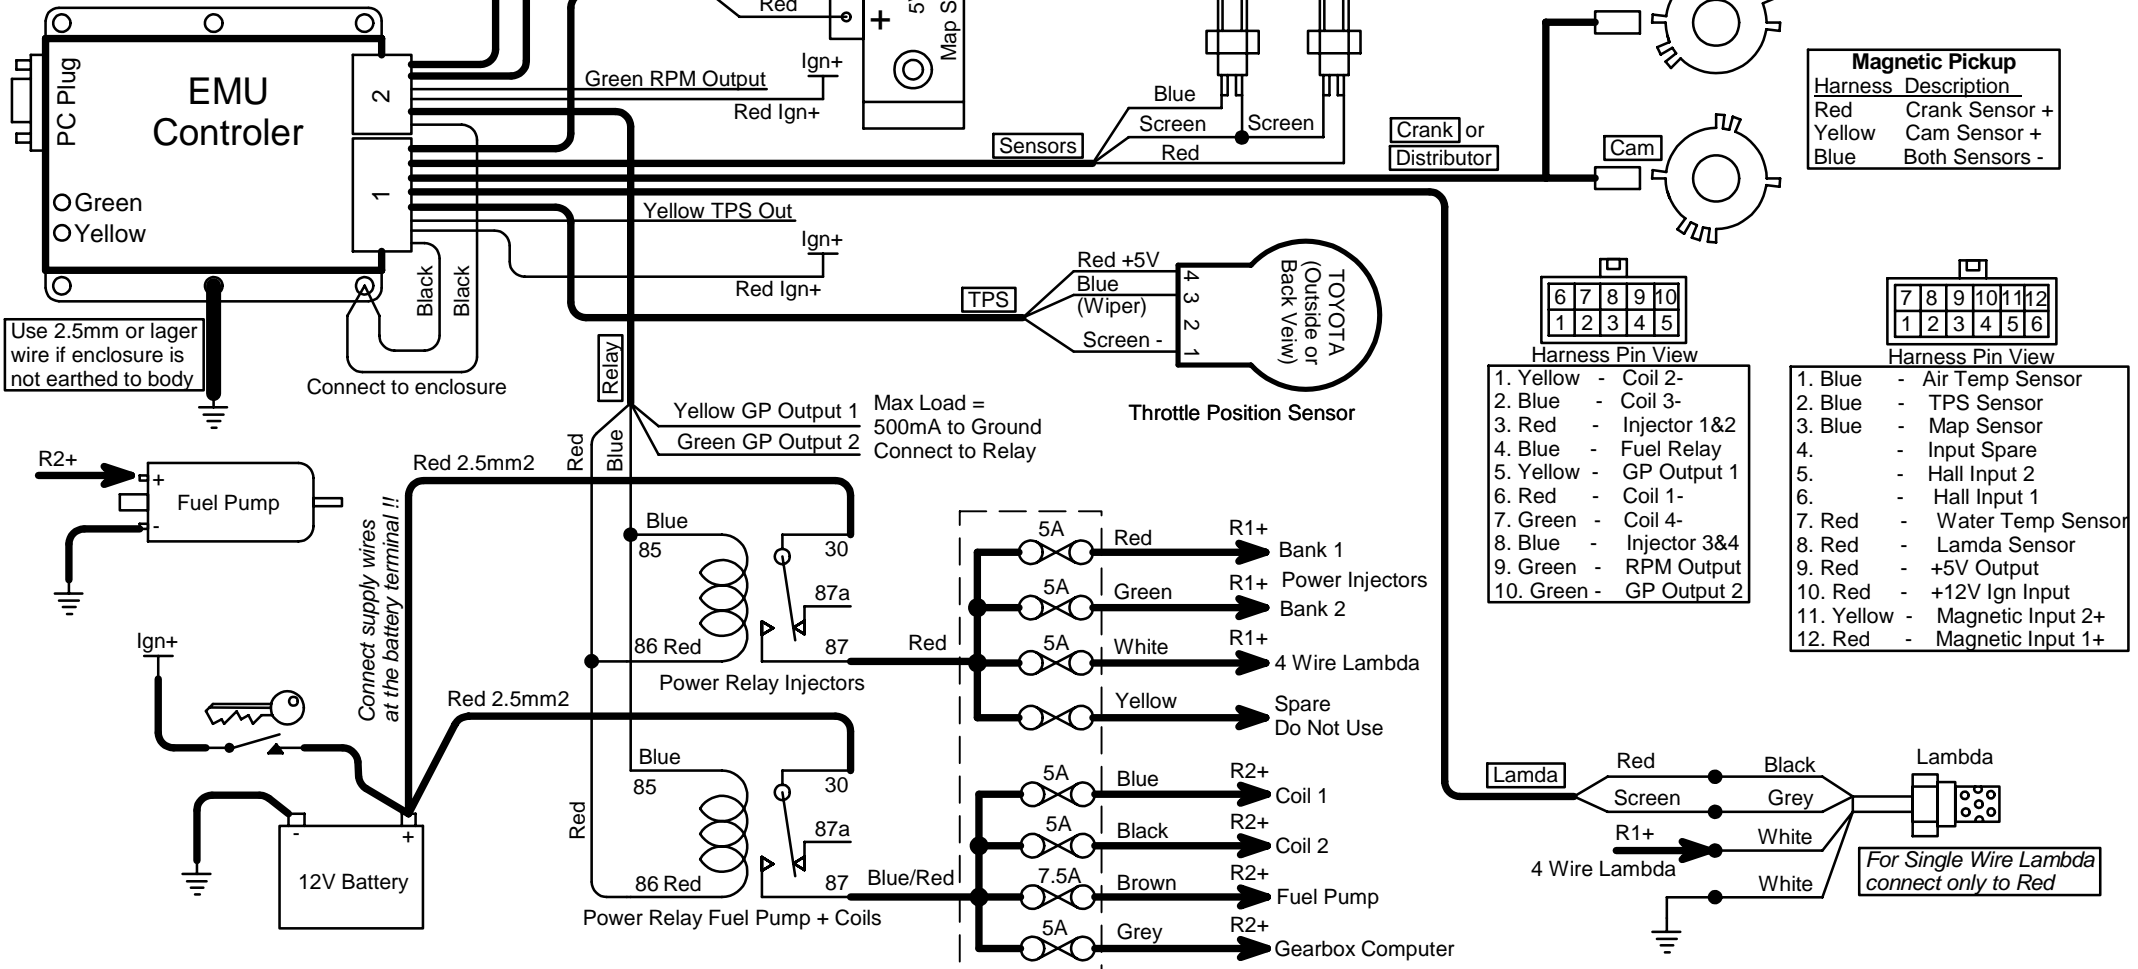 Red
+
5
Map S
PC Plug
EMU
Controler
2
1
Green
Yellow
Ign+
Green RPM Output
Red Ign+
Blue
Screen
Screen
Red
Sensors
Crank or
Distributor
Cam
Magnetic Pickup
Harness Description
Red Crank Sensor +
Yellow Cam Sensor +
Blue Both Sensors -
Yellow TPS Out
Ign+
Red Ign+
Black
Black
Use 2.5mm or lager
wire if enclosure is
not earthed to body
Connect to enclosure
TPS
Red +5V
Blue
(Wiper)
Screen -
4
3
2
1
TOYOTA
(Outside or
Back Veiw)
Throttle Position Sensor
6 7 8 9 10
1 2 3 4 5
Harness Pin View
1. Yellow - Coil 2-
2. Blue - Coil 3-
3. Red - Injector 1&2
4. Blue - Fuel Relay
5. Yellow - GP Output 1
6. Red - Coil 1-
7. Green - Coil 4-
8. Blue - Injector 3&4
9. Green - RPM Output
10. Green - GP Output 2
7 8 9 10 11 12
1 2 3 4 5 6
Harness Pin View
1. Blue - Air Temp Sensor
2. Blue - TPS Sensor
3. Blue - Map Sensor
4. - Input Spare
5. - Hall Input 2
6. - Hall Input 1
7. Red - Water Temp Sensor
8. Red - Lamda Sensor
9. Red - +5V Output
10. Red - +12V Ign Input
11. Yellow - Magnetic Input 2+
12. Red - Magnetic Input 1+
Relay
Yellow GP Output 1
Green GP Output 2
Max Load =
500mA to Ground
Connect to Relay
Red
Blue
R2+
+
-
Fuel Pump
Red 2.5mm2
Connect supply wires
at the battery terminal !!
Blue
85
30
87a
86 Red
87
Power Relay Injectors
Red
5A
Red
R1+
Bank 1
Power Injectors
5A
Green
R1+
Bank 2
5A
White
R1+
4 Wire Lambda
Yellow
Spare
Do Not Use
Ign+
Red 2.5mm2
Blue
85
30
87a
Red
86 Red
87
Power Relay Fuel Pump + Coils
Blue/Red
5A
Blue
R2+
Coil 1
5A
Black
R2+
Coil 2
7.5A
Brown
R2+
Fuel Pump
5A
Grey
R2+
Gearbox Computer
-
+
12V Battery
Lamda
Red
Screen
Black
Grey
Lambda
R1+
4 Wire Lambda
White
White
For Single Wire Lambda
connect only to Red